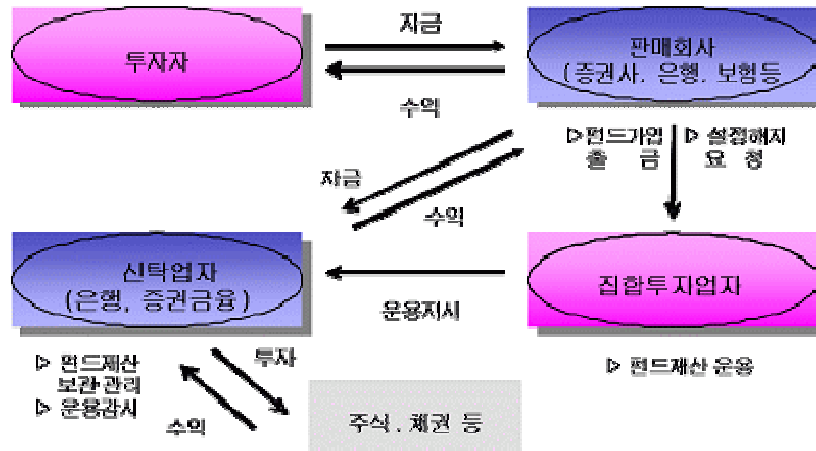 자금
투자자
판매회사
(증권사. 은행. 보험등
수익
▷펀드가입 ▷ 설정해지
출 금 요 청
자금
수익
신탁업자
(은행, 증권금융)
집합투자업자
운용지시
▷ 펀드재산
보관·관리
▷ 운용감시
투자
수익
▷ 펀드재산 운용
주식. 채권 등